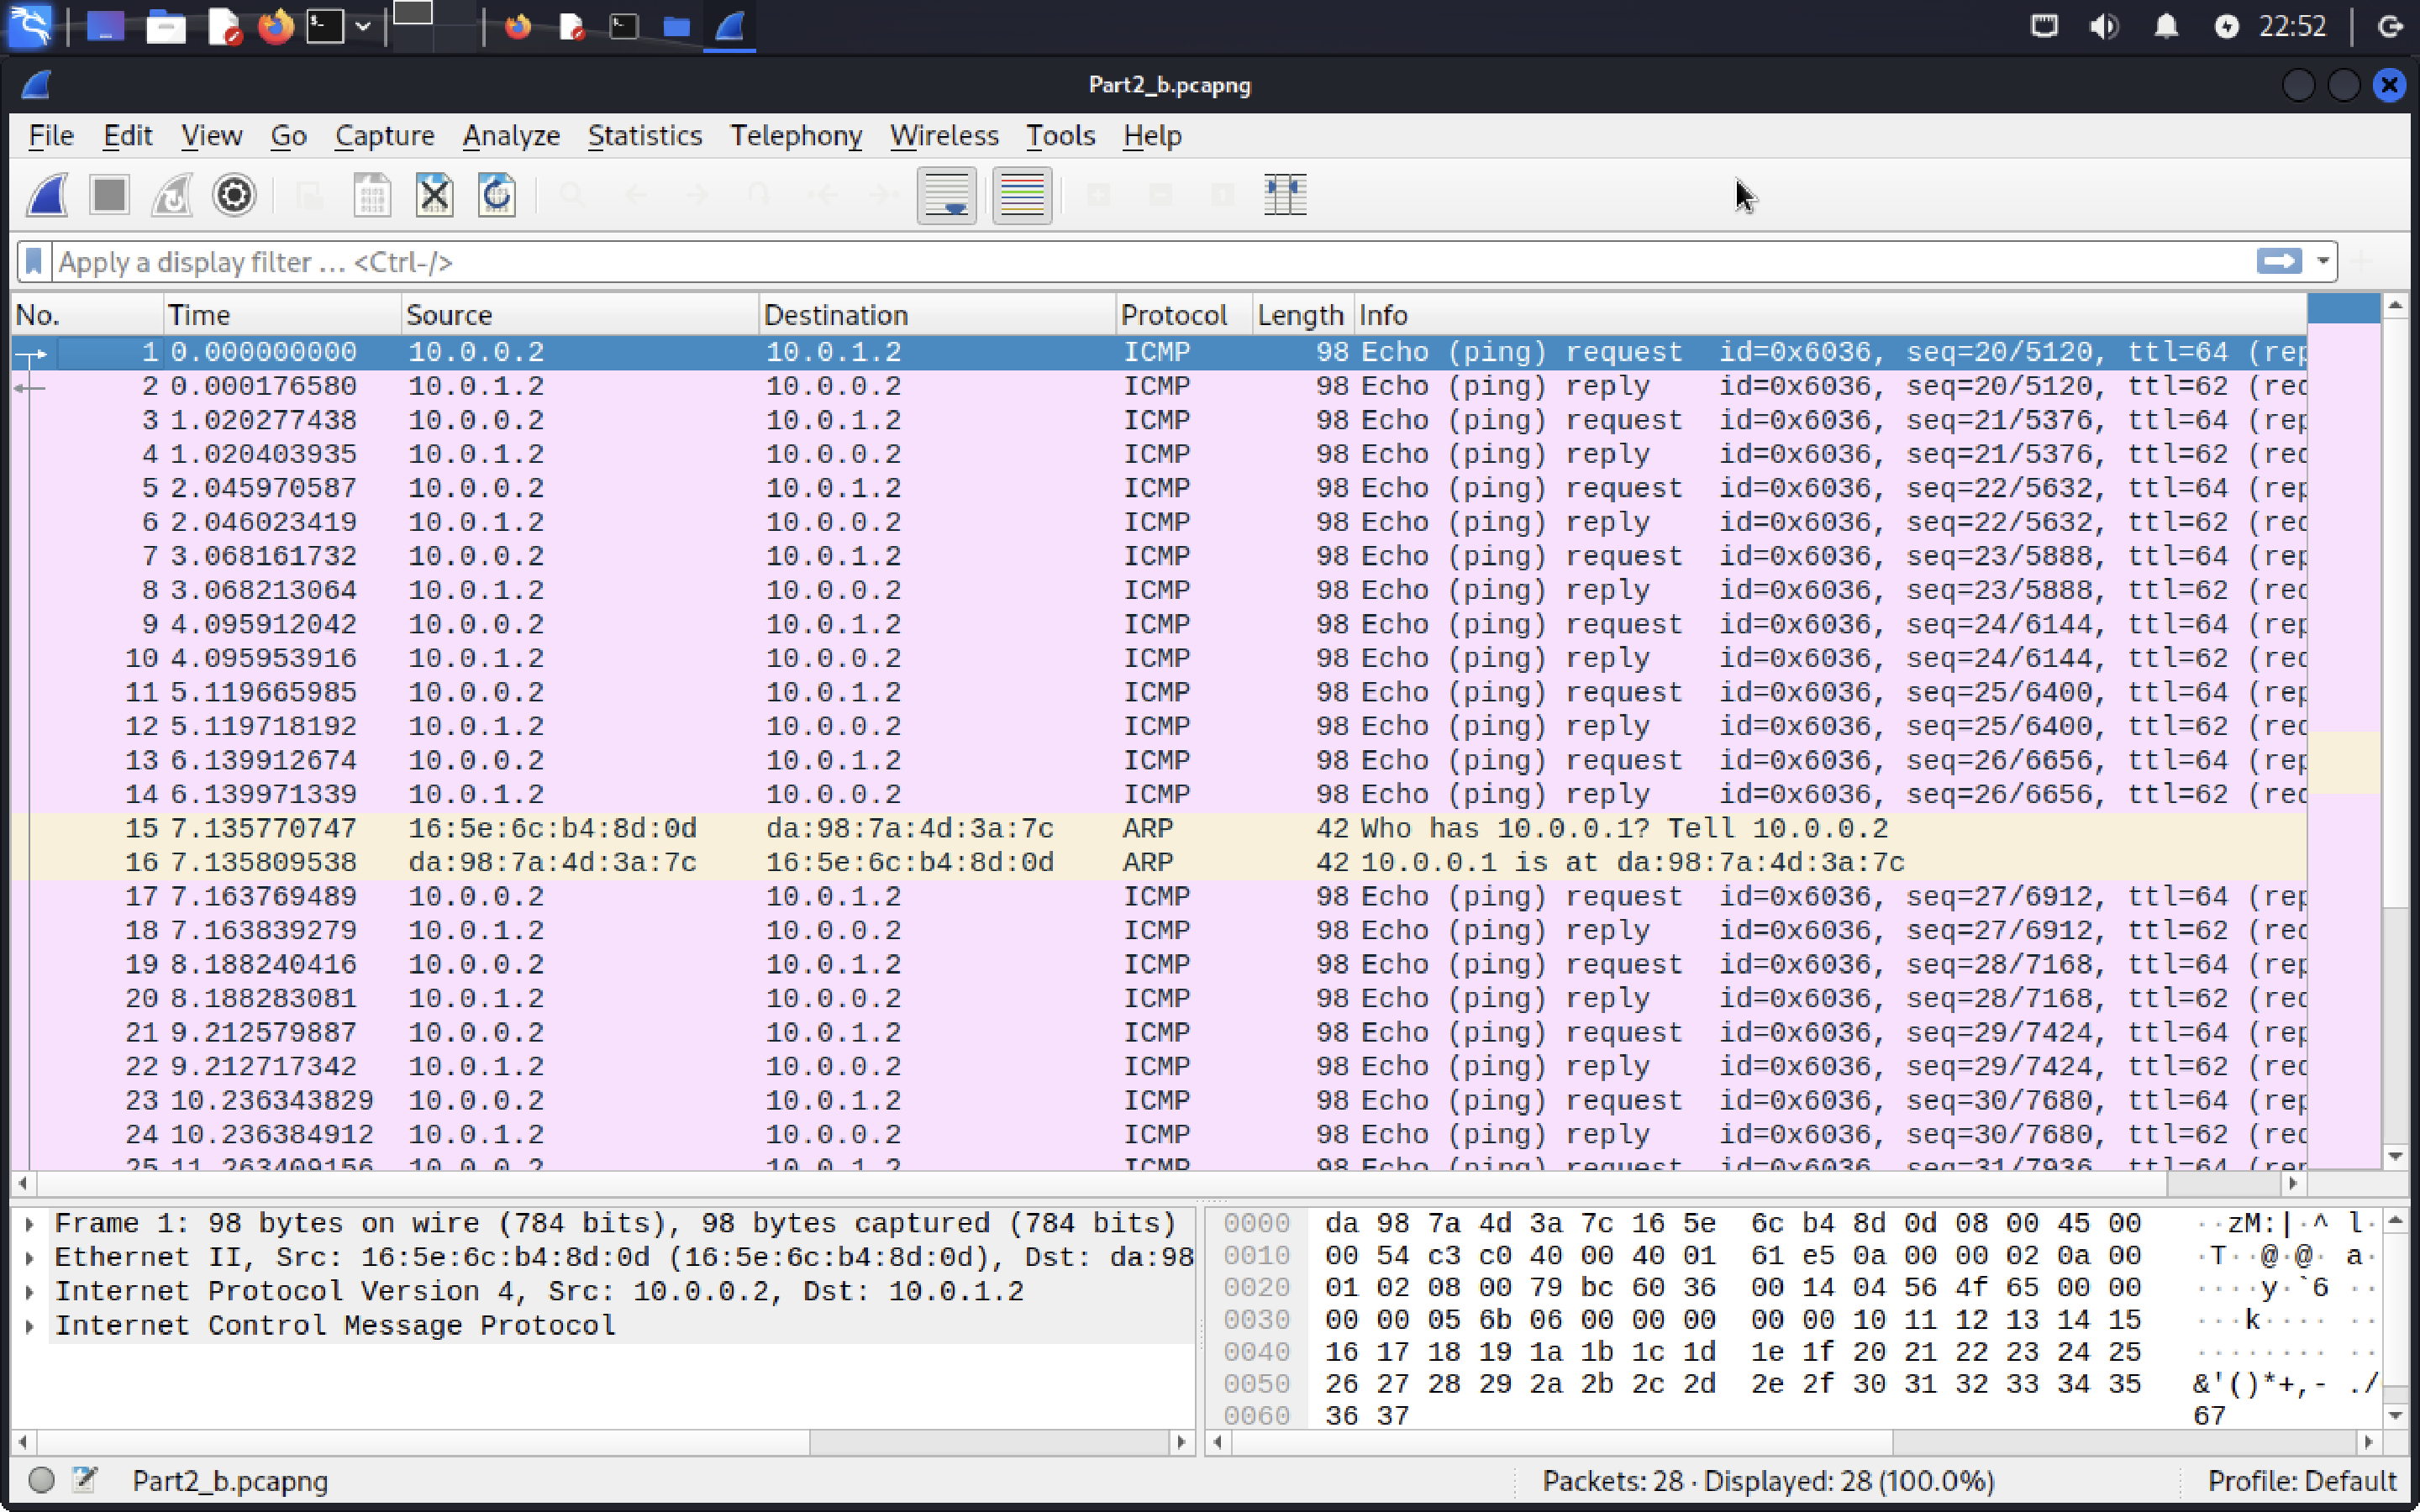 22:52
Part2_b.pcapng
File Edit View Go Capture Analyze Statistics Telephony Wireless Tools Help
Apply a display filter … <Ctrl-/>
No. Time Source Destination Protocol Length Info
1 0.000000000 10.0.0.2 10.0.1.2 ICMP 98 Echo (ping) request id=0x6036, seq=20/5120, ttl=64 (rep
2 0.000176580 10.0.1.2 10.0.0.2 ICMP 98 Echo (ping) reply id=0x6036, seq=20/5120, ttl=62 (req
3 1.020277438 10.0.0.2 10.0.1.2 ICMP 98 Echo (ping) request id=0x6036, seq=21/5376, ttl=64 (rep
4 1.020403935 10.0.1.2 10.0.0.2 ICMP 98 Echo (ping) reply id=0x6036, seq=21/5376, ttl=62 (req
5 2.045970587 10.0.0.2 10.0.1.2 ICMP 98 Echo (ping) request id=0x6036, seq=22/5632, ttl=64 (rep
6 2.046023419 10.0.1.2 10.0.0.2 ICMP 98 Echo (ping) reply id=0x6036, seq=22/5632, ttl=62 (req
7 3.068161732 10.0.0.2 10.0.1.2 ICMP 98 Echo (ping) request id=0x6036, seq=23/5888, ttl=64 (rep
8 3.068213064 10.0.1.2 10.0.0.2 ICMP 98 Echo (ping) reply id=0x6036, seq=23/5888, ttl=62 (req
9 4.095912042 10.0.0.2 10.0.1.2 ICMP 98 Echo (ping) request id=0x6036, seq=24/6144, ttl=64 (rep
10 4.095953916 10.0.1.2 10.0.0.2 ICMP 98 Echo (ping) reply id=0x6036, seq=24/6144, ttl=62 (req
11 5.119665985 10.0.0.2 10.0.1.2 ICMP 98 Echo (ping) request id=0x6036, seq=25/6400, ttl=64 (rep
12 5.119718192 10.0.1.2 10.0.0.2 ICMP 98 Echo (ping) reply id=0x6036, seq=25/6400, ttl=62 (req
13 6.139912674 10.0.0.2 10.0.1.2 ICMP 98 Echo (ping) request id=0x6036, seq=26/6656, ttl=64 (rep
14 6.139971339 10.0.1.2 10.0.0.2 ICMP 98 Echo (ping) reply id=0x6036, seq=26/6656, ttl=62 (req
15 7.135770747 16:5e:6c:b4:8d:0d da:98:7a:4d:3a:7c ARP 42 Who has 10.0.0.1? Tell 10.0.0.2
16 7.135809538 da:98:7a:4d:3a:7c 16:5e:6c:b4:8d:0d ARP 42 10.0.0.1 is at da:98:7a:4d:3a:7c
17 7.163769489 10.0.0.2 10.0.1.2 ICMP 98 Echo (ping) request id=0x6036, seq=27/6912, ttl=64 (rep
18 7.163839279 10.0.1.2 10.0.0.2 ICMP 98 Echo (ping) reply id=0x6036, seq=27/6912, ttl=62 (req
19 8.188240416 10.0.0.2 10.0.1.2 ICMP 98 Echo (ping) request id=0x6036, seq=28/7168, ttl=64 (rep
20 8.188283081 10.0.1.2 10.0.0.2 ICMP 98 Echo (ping) reply id=0x6036, seq=28/7168, ttl=62 (req
21 9.212579887 10.0.0.2 10.0.1.2 ICMP 98 Echo (ping) request id=0x6036, seq=29/7424, ttl=64 (rep
22 9.212717342 10.0.1.2 10.0.0.2 ICMP 98 Echo (ping) reply id=0x6036, seq=29/7424, ttl=62 (req
23 10.236343829 10.0.0.2 10.0.1.2 ICMP 98 Echo (ping) request id=0x6036, seq=30/7680, ttl=64 (rep
24 10.236384912 10.0.1.2 10.0.0.2 ICMP 98 Echo (ping) reply id=0x6036, seq=30/7680, ttl=62 (req
25 11.263409156 10.0.0.2 10.0.1.2 ICMP 98 Echo (ping) request id=0x6036, seq=31/7936, ttl=64 (rep
Frame 1: 98 bytes on wire (784 bits), 98 bytes captured (784 bits)
Ethernet II, Src: 16:5e:6c:b4:8d:0d (16:5e:6c:b4:8d:0d), Dst: da:98
Internet Protocol Version 4, Src: 10.0.0.2, Dst: 10.0.1.2
Internet Control Message Protocol
0000 da 98 7a 4d 3a 7c 16 5e 6c b4 8d 0d 08 00 45 00 ··zM:|·^ l·
0010 00 54 c3 c0 40 00 40 01 61 e5 0a 00 00 02 0a 00 ·T··@·@· a·
0020 01 02 08 00 79 bc 60 36 00 14 04 56 4f 65 00 00 ····y·`6 ··
0030 00 00 05 6b 06 00 00 00 00 00 10 11 12 13 14 15 ···k···· ··
0040 16 17 18 19 1a 1b 1c 1d 1e 1f 20 21 22 23 24 25 ········ ··
0050 26 27 28 29 2a 2b 2c 2d 2e 2f 30 31 32 33 34 35 &'()*+,- ./
0060 36 37 67
Part2_b.pcapng Packets: 28 · Displayed: 28 (100.0%) Profile: Default